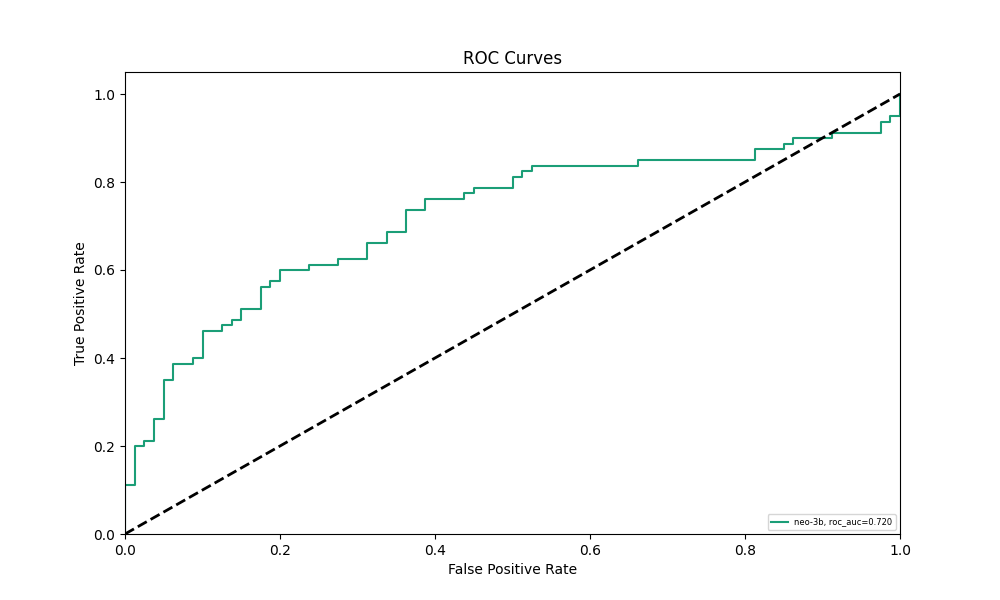 ROC Curves
True Positive Rate
1.0
0.8
0.6
0.4
0.2
0.0
0.0 0.2 0.4 0.6 0.8 1.0
False Positive Rate
neo-3b, roc_auc=0.720